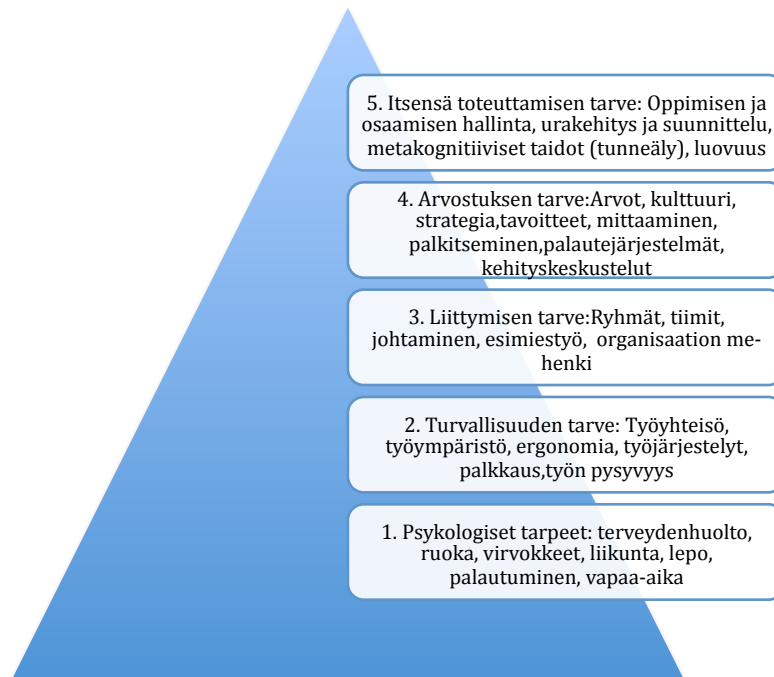 5. Itsensä toteuttamisen tarve: Oppimisen ja
osaamisen hallinta, urakehitys ja suunnittelu,
metakognitiiviset taidot (tunneäly), luovuus
4. Arvostuksen tarve:Arvot, kulttuuri,
strategia,tavoitteet, mittaaminen,
palkitseminen,palautejärjestelmät,
kehityskeskustelut
3. Liittymisen tarve:Ryhmät, tiimit,
johtaminen, esimiestyö, organisaation me-
henki
2. Turvallisuuden tarve: Työyhteisö,
työympäristö, ergonomia, työjärjestelyt,
palkkaus,työn pysyvyys
1. Psykologiset tarpeet: terveydenhuolto,
ruoka, virvokkeet, liikunta, lepo,
palautuminen, vapaa-aika